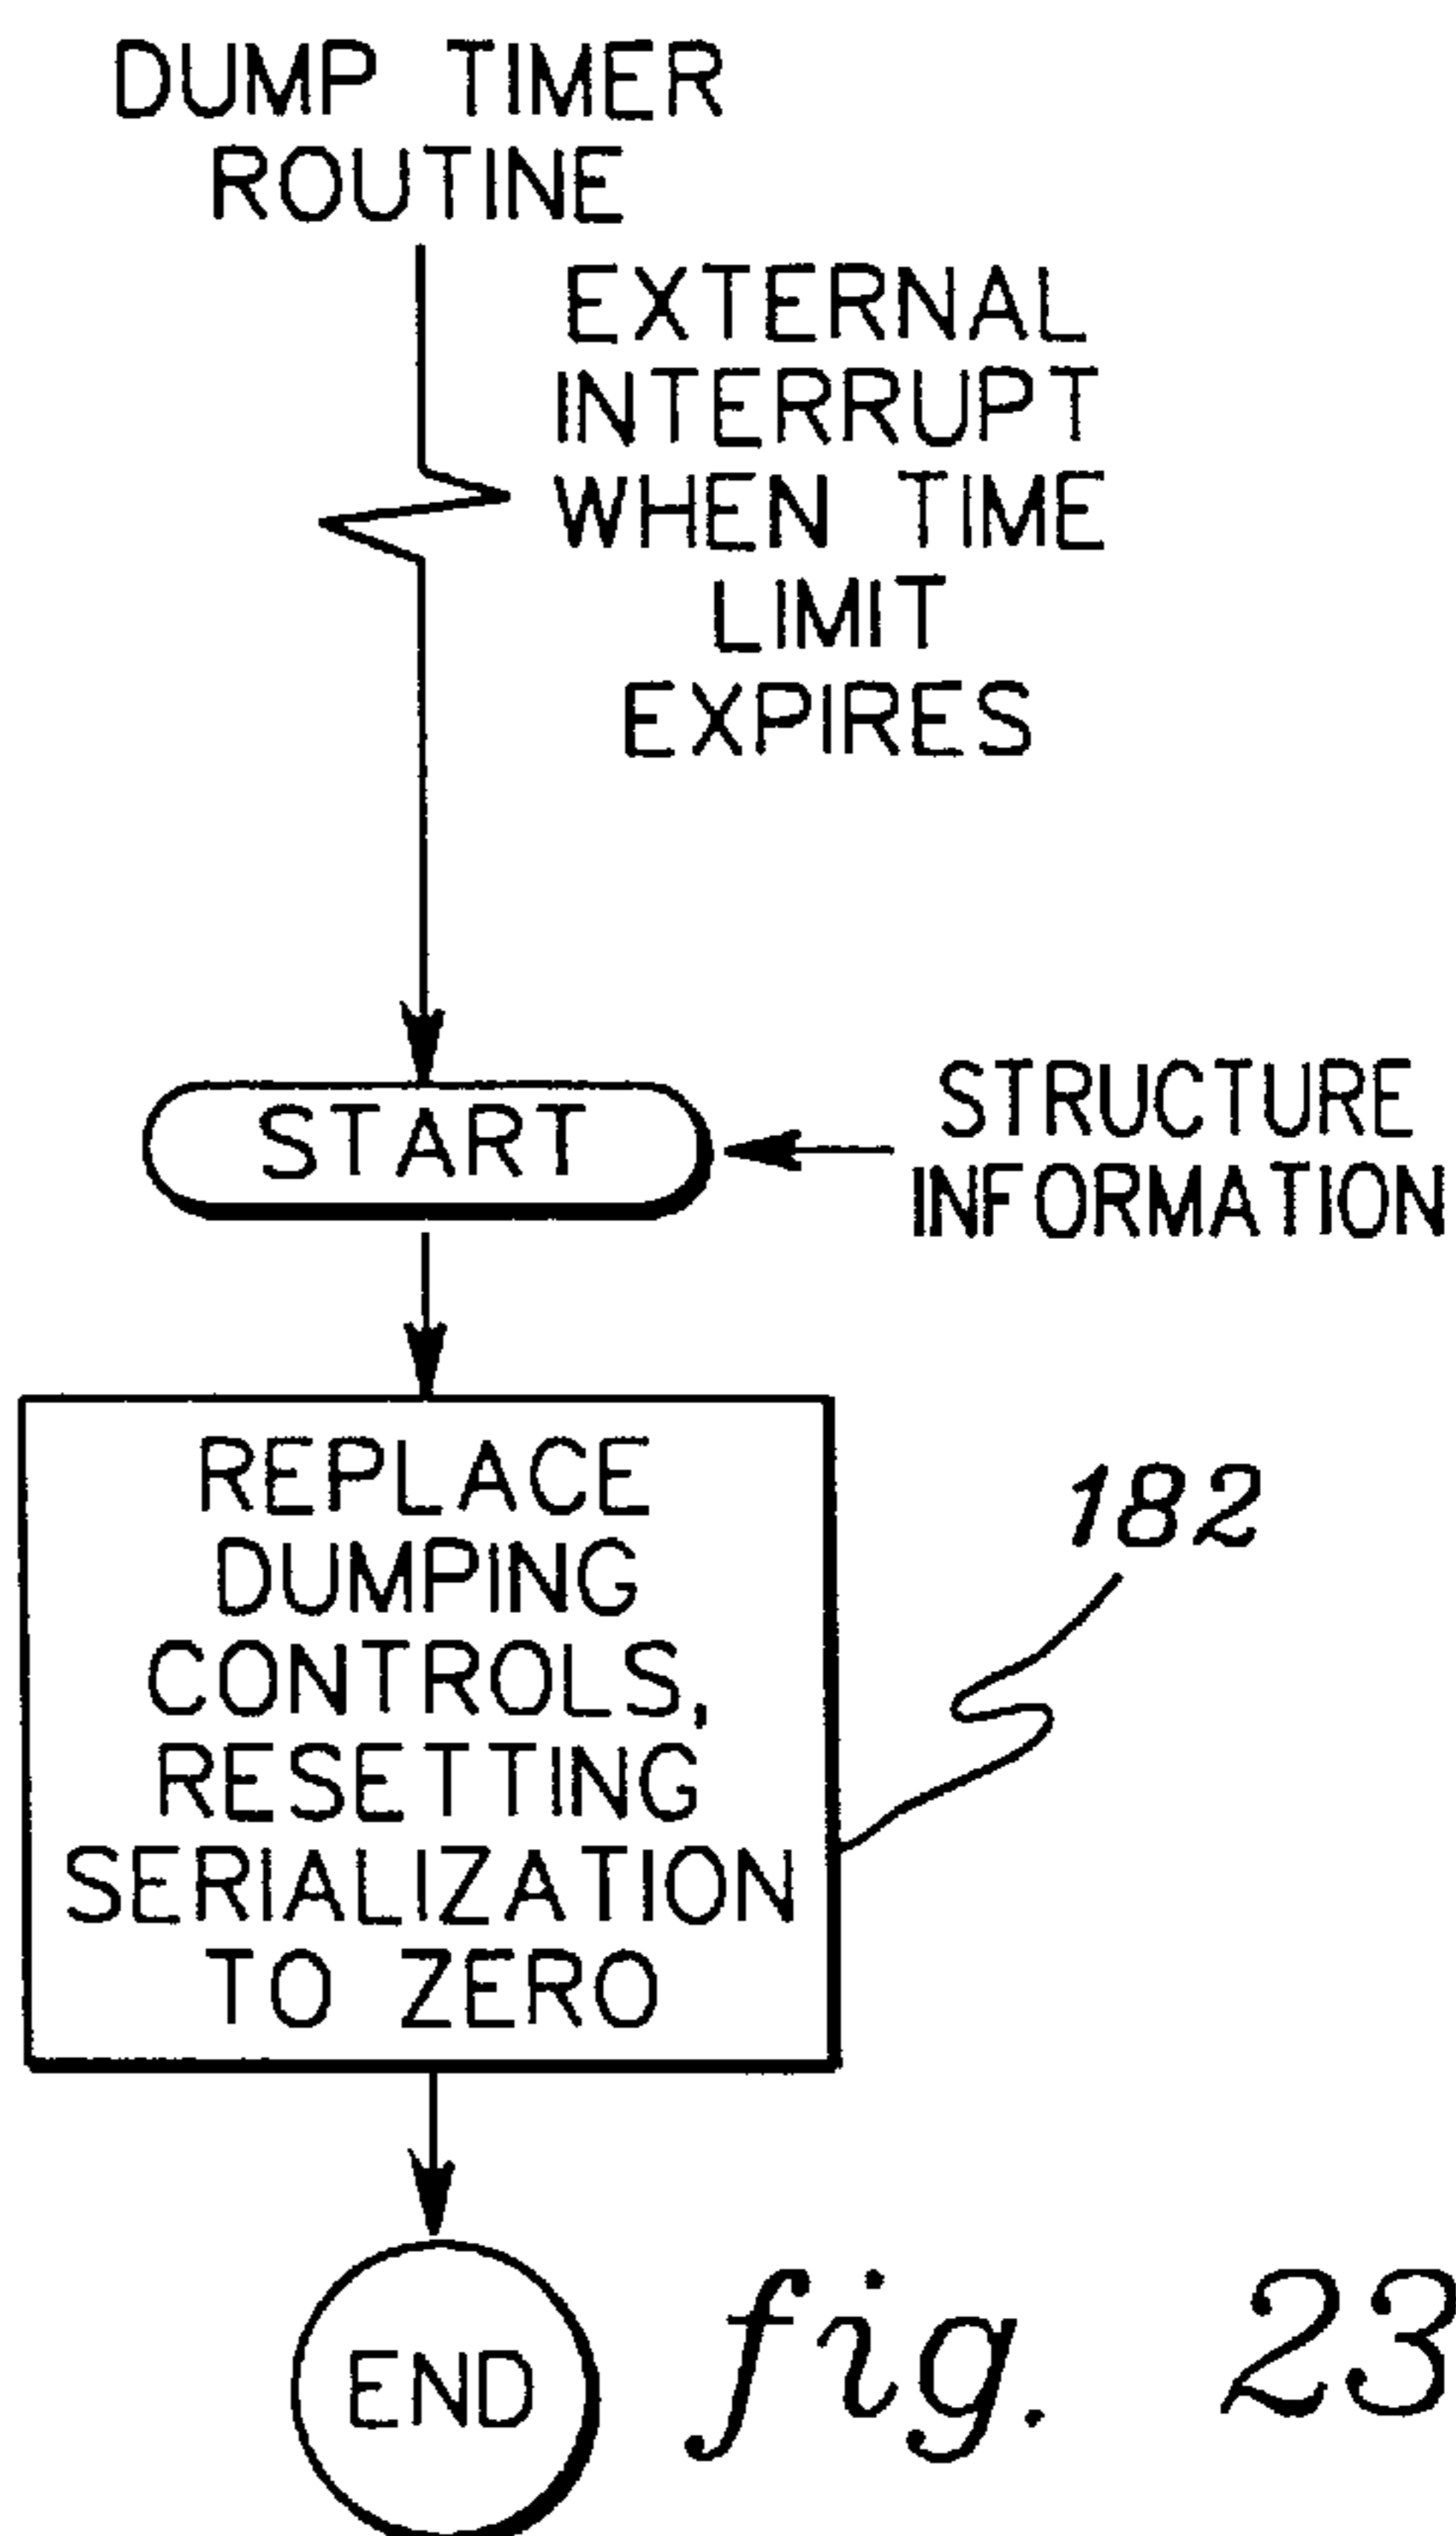 DUMP TIMER
ROUTINE
EXTERNAL
INTERRUPT
WHEN TIME
LIMIT
EXPIRES
START
STRUCTURE
INFORMATION
REPLACE
DUMPING
CONTROLS,
RESETTING
SERIALIZATION
TO ZERO
182
END
fig. 23